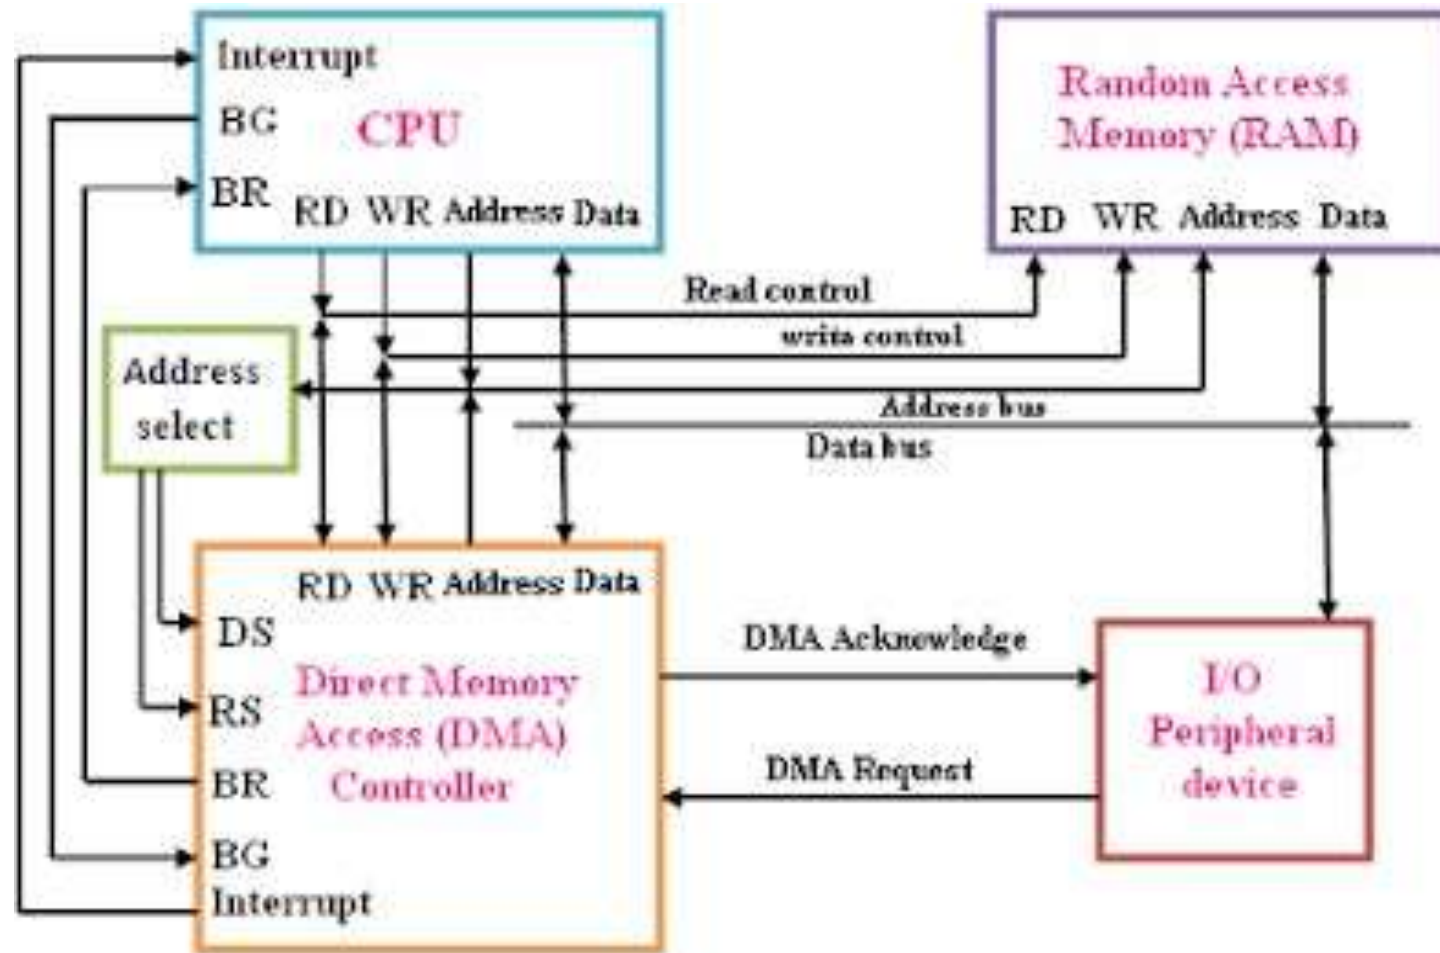 Interrupt
BG
CPU
BR
RD WR Address Data
Random Access
Memory (RAM)
RD WR Address Data
Read control
write control
Address
select
Address bus
Data bus
RD WR Address Data
DS
RS
BR
BG
Interrupt
Direct Memory
Access (DMA)
Controller
DMA Acknowledge
DMA Request
I/O
Peripheral
device